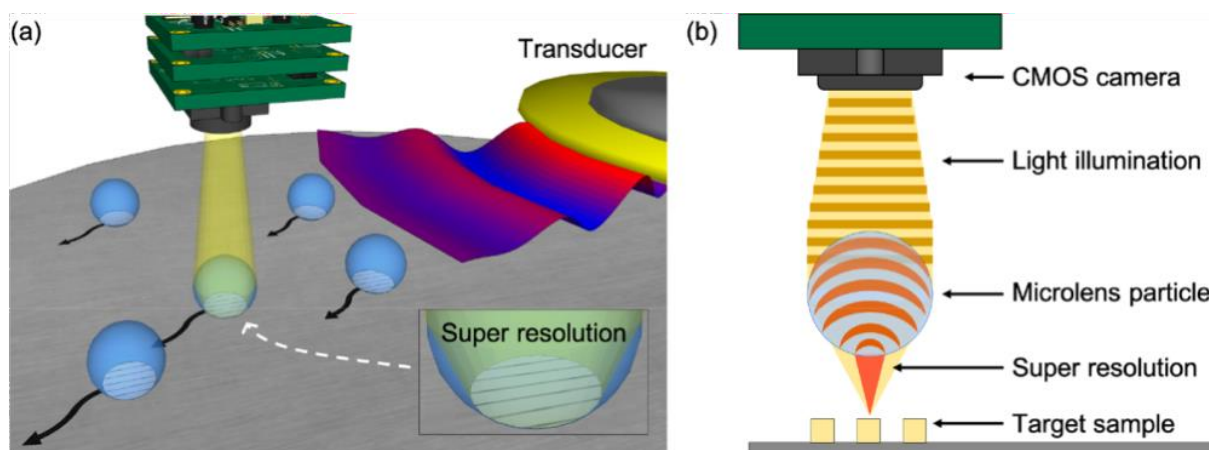 (a)
Transducer
Super resolution
(b)
CMOS camera
Light illumination
Microlens particle
Super resolution
Target sample